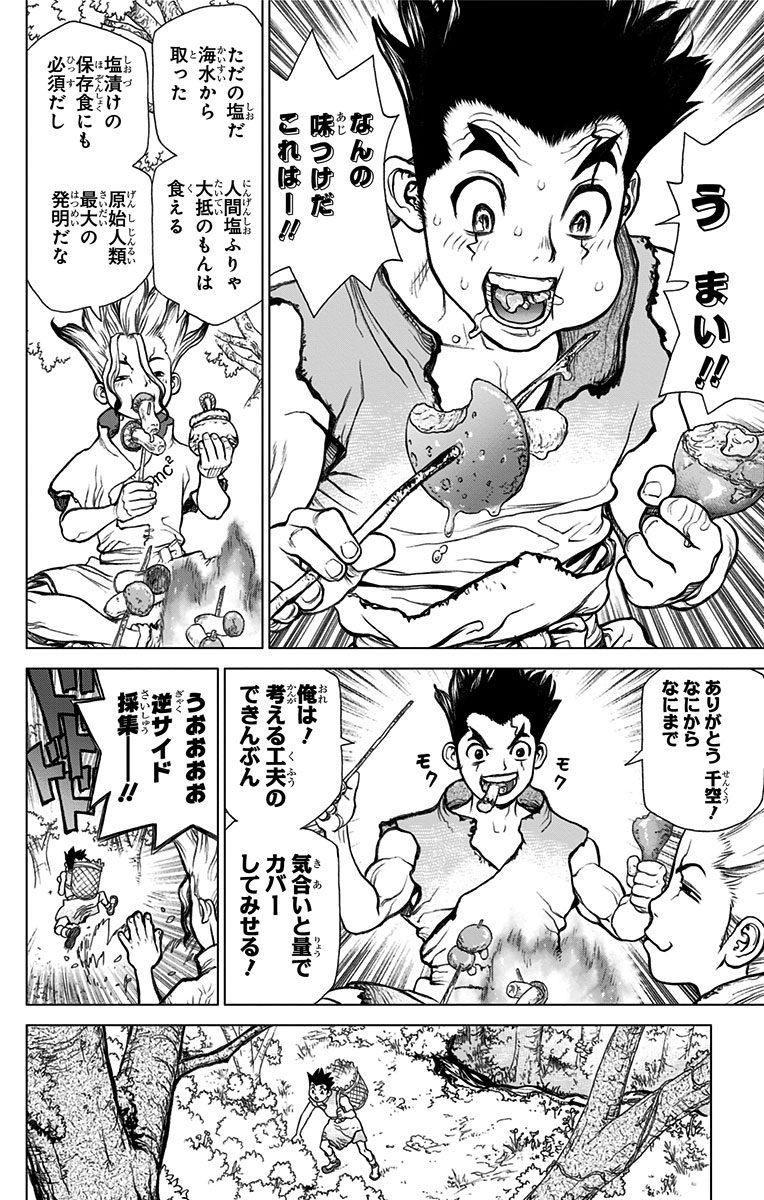 う まい!!
なんの
味つけだ
これはー!!
ただの塩だ
海水から
取った
人間塩ふりゃ
大抵のもんは
食える
塩漬けの
保存食にも
必須だし
原始人類
最大の
発明だな
mc²
ありがとう 千空!
なにから
なにまで
モク
モク
俺は!
考える工夫の
できんぶん
気合いと量で
カバー
してみせる!
うおおおお
逆サイド
採集――!!
ドドドド